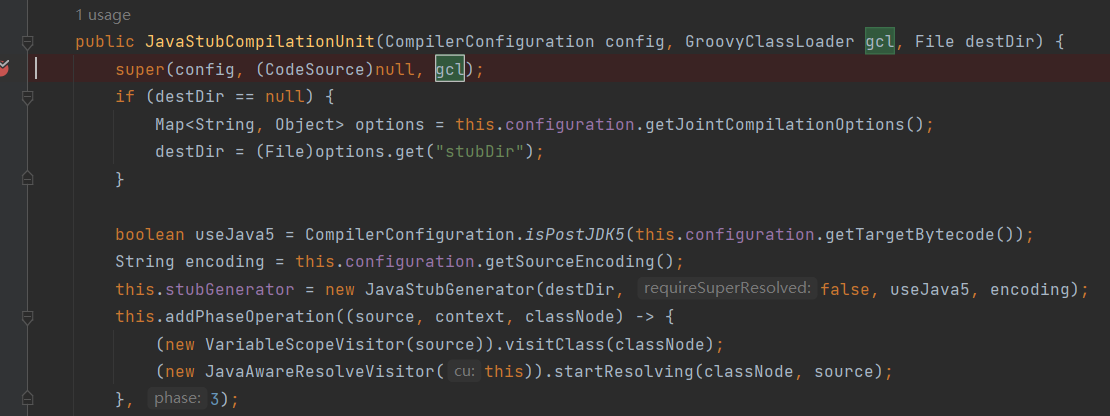 1 usage
public JavaStubCompilationUnit(CompilerConfiguration config, GroovyClassLoader gcl, File destDir) {
super(config, (CodeSource)null, gcl);
if (destDir == null) {
Map<String, Object> options = this.configuration.getJointCompilationOptions();
destDir = (File)options.get("stubDir");
}
boolean useJava5 = CompilerConfiguration.isPostJDK5(this.configuration.getTargetBytecode());
String encoding = this.configuration.getSourceEncoding();
this.stubGenerator = new JavaStubGenerator(destDir, requireSuperResolved: false, useJava5, encoding);
this.addPhaseOperation((source, context, classNode) -> {
(new VariableScopeVisitor(source)).visitClass(classNode);
(new JavaAwareResolveVisitor( cu: this)).startResolving(classNode, source);
}, phase: 3);